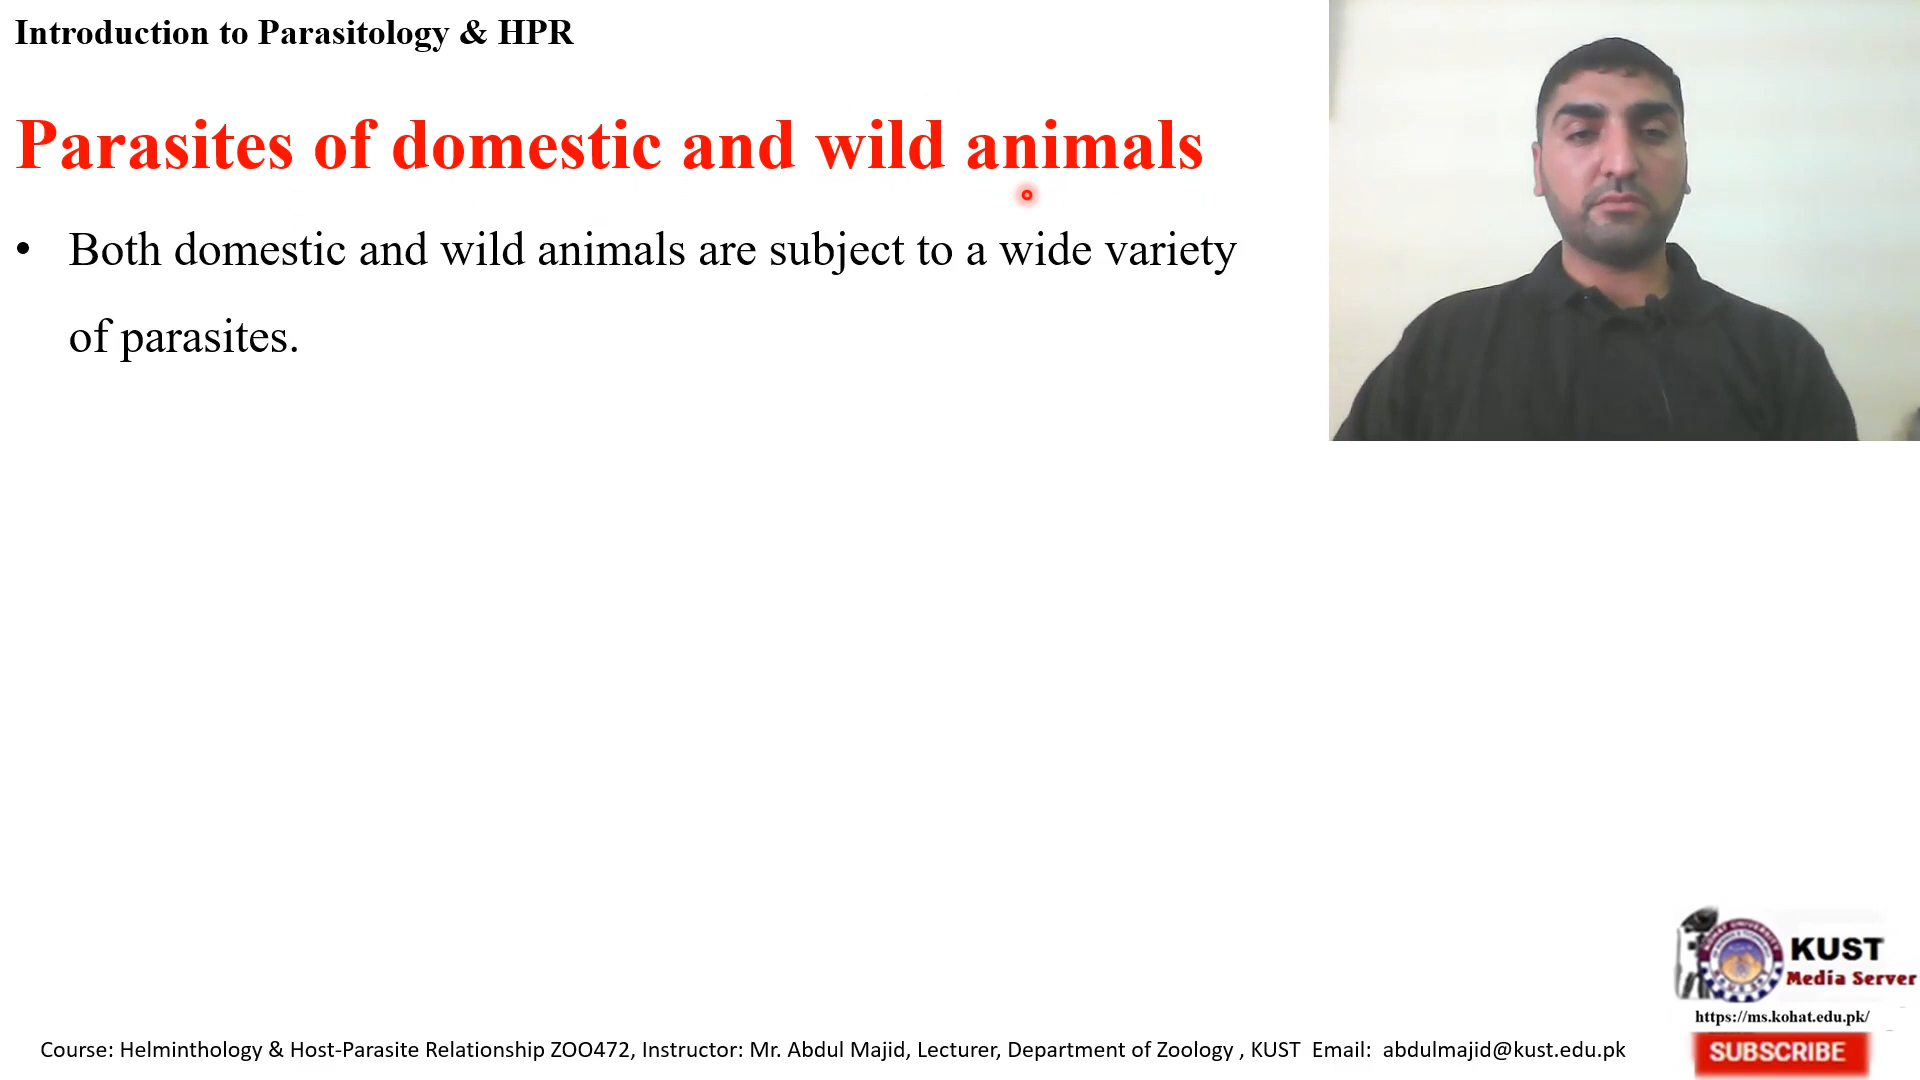 Introduction to Parasitology & HPR
Parasites of domestic and wild animals
• Both domestic and wild animals are subject to a wide variety
of parasites.
KUST
Media Server
https://ms.kohat.edu.pk/
SUBSCRIBE
Course: Helminthology & Host-Parasite Relationship ZOO472, Instructor: Mr. Abdul Majid, Lecturer, Department of Zoology , KUST Email: abdulmajid@kust.edu.pk